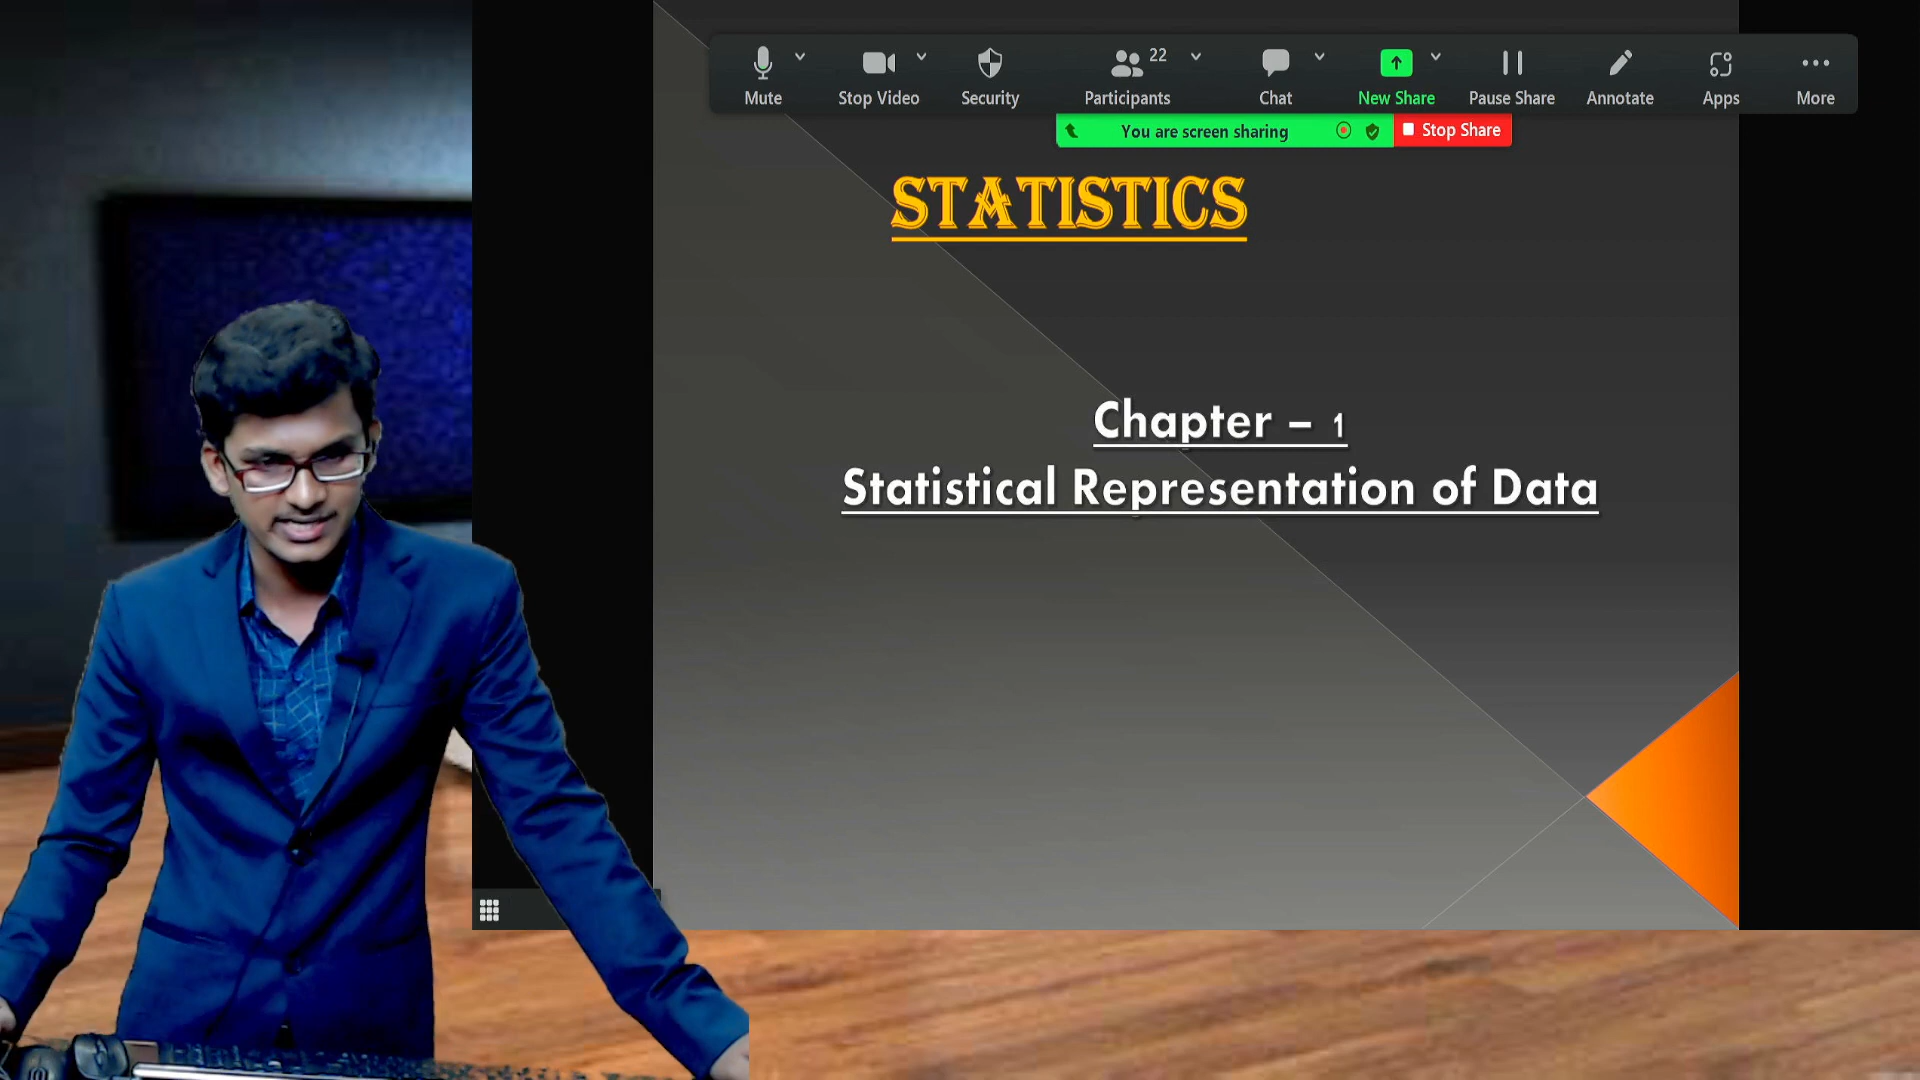 22
Mute Stop Video Security Participants Chat New Share Pause Share Annotate Apps More
You are screen sharing Stop Share
STATISTICS
Chapter – 1
Statistical Representation of Data